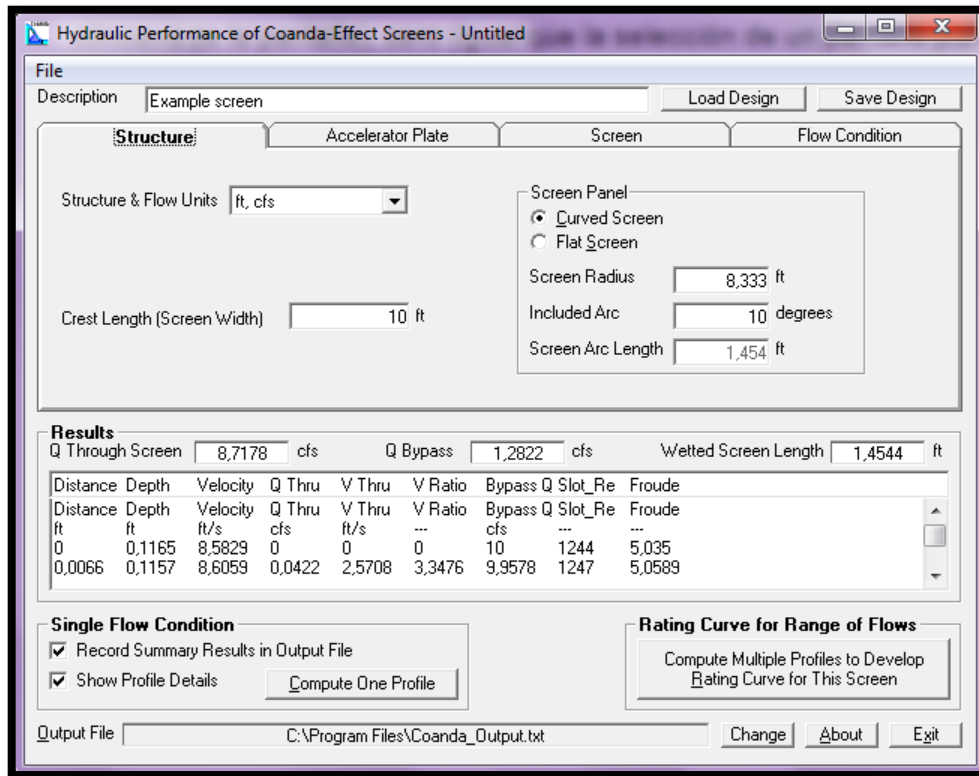 Hydraulic Performance of Coanda-Effect Screens - Untitled
que la selección de un
File
Description Example screen Load Design Save Design
Structure Accelerator Plate Screen Flow Condition
Structure & Flow Units ft, cfs
Screen Panel
Curved Screen
Flat Screen
Screen Radius 8,333 ft
Crest Length (Screen Width) 10 ft
Included Arc 10 degrees
Screen Arc Length 1,454 ft
Results
Q Through Screen 8,7178 cfs Q Bypass 1,2822 cfs Wetted Screen Length 1,4544 ft
Distance Depth Velocity Q Thru V Thru V Ratio Bypass Q Slot_Re Froude
Distance Depth Velocity Q Thru V Thru V Ratio Bypass Q Slot_Re Froude
ft ft ft/s cfs ft/s --- cfs --- ---
0 0,1165 8,5829 0 0 0 10 1244 5,035
0,0066 0,1157 8,6059 0,0422 2,5708 3,3476 9,9578 1247 5,0589
Single Flow Condition
Record Summary Results in Output File
Show Profile Details Compute One Profile
Rating Curve for Range of Flows
Compute Multiple Profiles to Develop
Rating Curve for This Screen
Output File C:\Program Files\Coanda_Output.txt Change About Exit